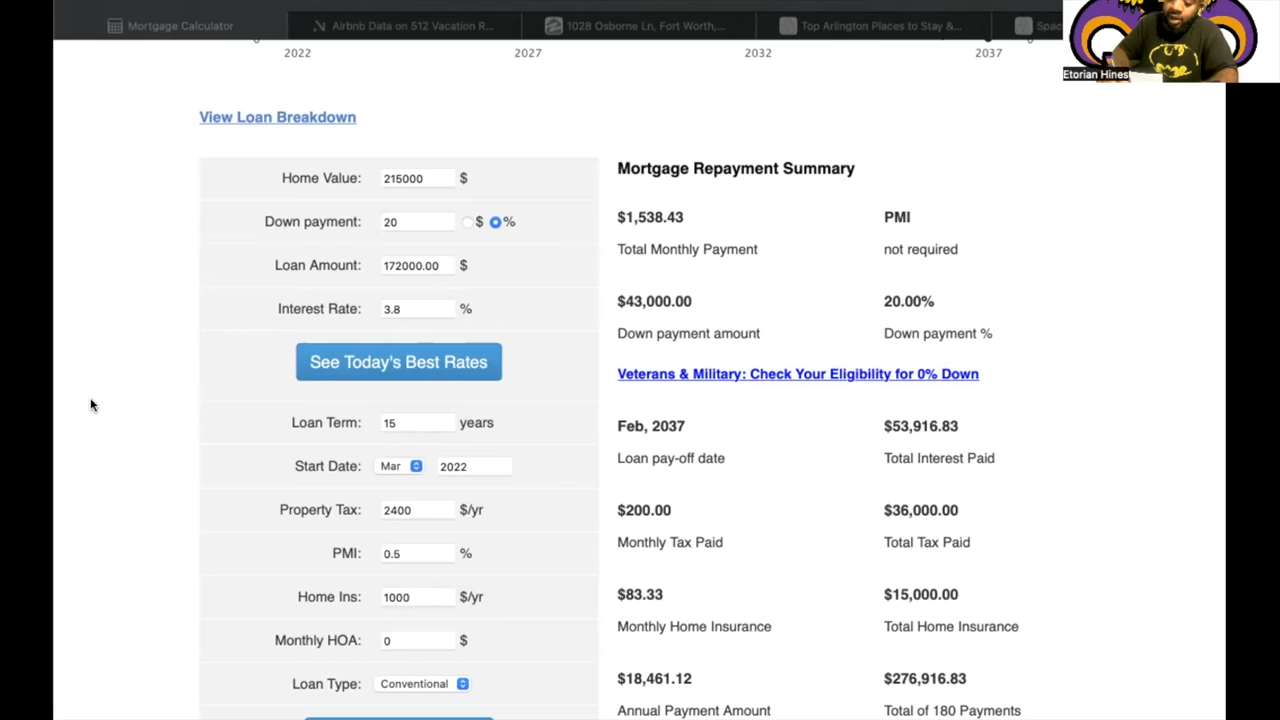 Mortgage Calculator
Airbnb Data on 512 Vacation R...
1028 Osborne Ln, Fort Worth,...
Top Arlington Places to Stay &...
Spac
Etorian Hines
2022 2027 2032 2037
View Loan Breakdown
Home Value: 215000 $
Down payment: 20 $ %
Loan Amount: 172000.00 $
Interest Rate: 3.8 %
See Today's Best Rates
Loan Term: 15 years
Start Date: Mar 2022
Property Tax: 2400 $/yr
PMI: 0.5 %
Home Ins: 1000 $/yr
Monthly HOA: 0 $
Loan Type: Conventional
Mortgage Repayment Summary
$1,538.43 PMI
Total Monthly Payment not required
$43,000.00 20.00%
Down payment amount Down payment %
Veterans & Military: Check Your Eligibility for 0% Down
Feb, 2037 $53,916.83
Loan pay-off date Total Interest Paid
$200.00 $36,000.00
Monthly Tax Paid Total Tax Paid
$83.33 $15,000.00
Monthly Home Insurance Total Home Insurance
$18,461.12 $276,916.83
Annual Payment Amount Total of 180 Payments